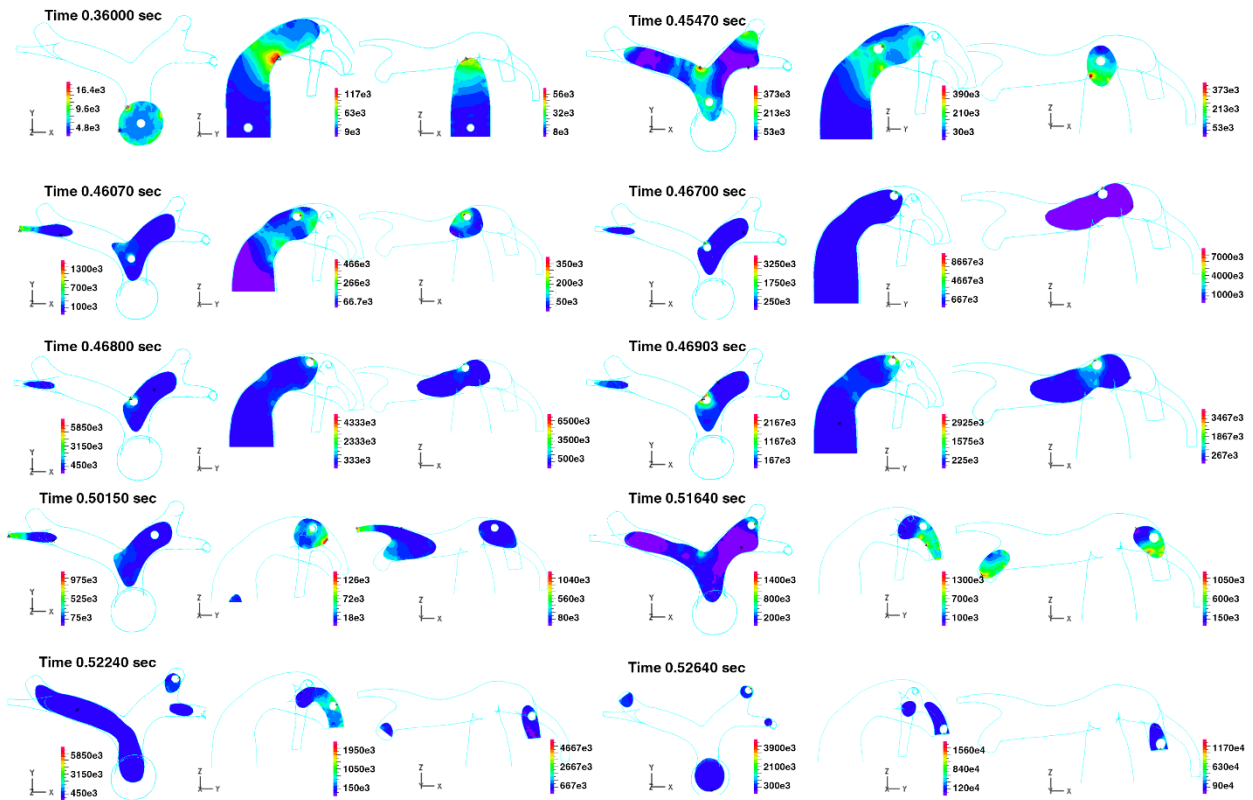 Time 0.36000 sec
16.4e3
9.6e3
4.8e3
Y
Z X
117e3
63e3
9e3
Z
X Y
56e3
32e3
8e3
Z
Y X
Time 0.45470 sec
373e3
213e3
53e3
Y
Z X
390e3
210e3
30e3
Z
X Y
373e3
213e3
53e3
Z
Y X
Time 0.46070 sec
1300e3
700e3
100e3
Y
Z X
466e3
266e3
66.7e3
Z
X Y
350e3
200e3
50e3
Z
Y X
Time 0.46700 sec
3250e3
1750e3
250e3
Y
Z X
8667e3
4667e3
667e3
Z
X Y
7000e3
4000e3
1000e3
Z
Y X
Time 0.46800 sec
5850e3
3150e3
450e3
Y
Z X
4333e3
2333e3
333e3
Z
X Y
6500e3
3500e3
500e3
Z
Y X
Time 0.46903 sec
2167e3
1167e3
167e3
Y
Z X
2925e3
1575e3
225e3
Z
X Y
3467e3
1867e3
267e3
Z
Y X
Time 0.50150 sec
975e3
525e3
75e3
Y
Z X
126e3
72e3
18e3
Z
X Y
1040e3
560e3
80e3
Z
Y X
Time 0.51640 sec
1400e3
800e3
200e3
Y
Z X
1300e3
700e3
100e3
Z
X Y
1050e3
600e3
150e3
Z
Y X
Time 0.52240 sec
5850e3
3150e3
450e3
Y
Z X
1950e3
1050e3
150e3
Z
X Y
4667e3
2667e3
667e3
Z
Y X
Time 0.52640 sec
3900e3
2100e3
300e3
Y
Z X
1560e4
840e4
120e4
Z
X Y
1170e4
630e4
90e4
Z
Y X